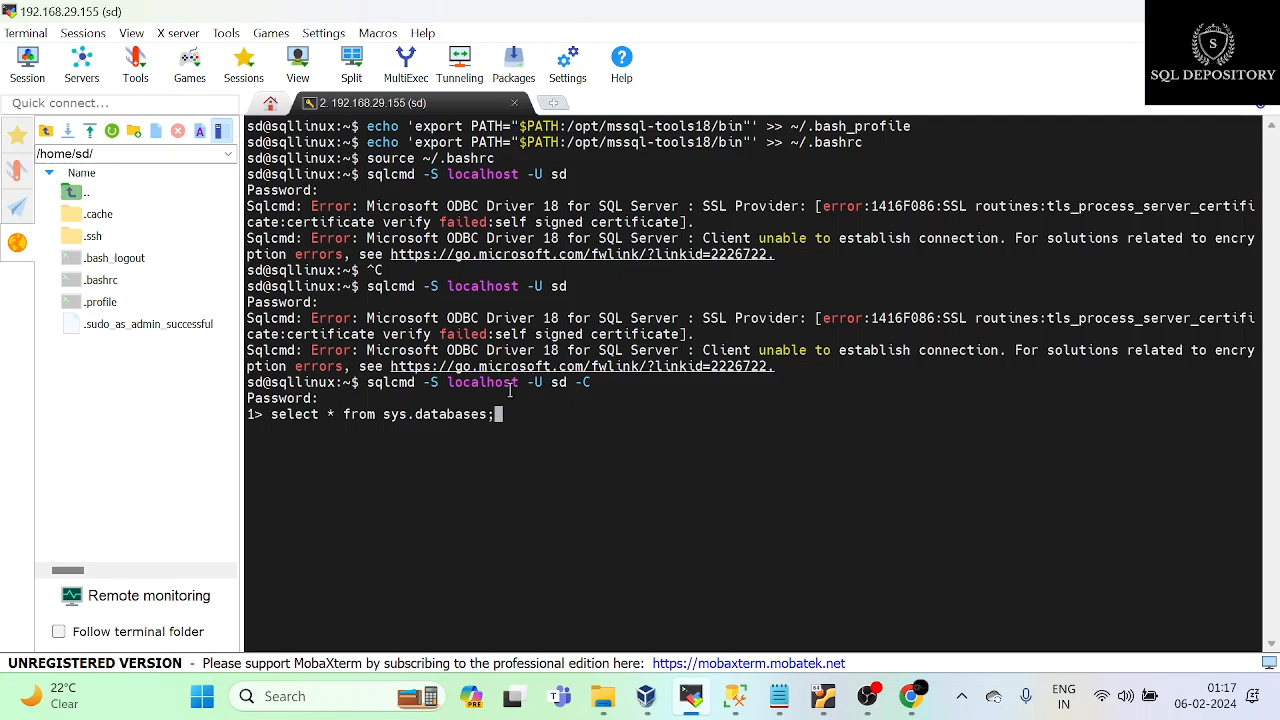 192.168.29.155 (sd)
Terminal Sessions View X server Tools Games Settings Macros Help
Session Servers Tools Games Sessions View Split MultiExec Tunneling Packages Settings Help
S
SQL DEPOSITORY
Quick connect...
2. 192.168.29.155 (sd)
/home/sd/
Name
..
.cache
.ssh
.bash_logout
.bashrc
.profile
.sudo_as_admin_successful
Remote monitoring
Follow terminal folder
sd@sqllinux:~$ echo 'export PATH="$PATH:/opt/mssql-tools18/bin"' >> ~/.bash_profile
sd@sqllinux:~$ echo 'export PATH="$PATH:/opt/mssql-tools18/bin"' >> ~/.bashrc
sd@sqllinux:~$ source ~/.bashrc
sd@sqllinux:~$ sqlcmd -S localhost -U sd
Password:
Sqlcmd: Error: Microsoft ODBC Driver 18 for SQL Server : SSL Provider: [error:1416F086:SSL routines:tls_process_server_certifi
cate:certificate verify failed:self signed certificate].
Sqlcmd: Error: Microsoft ODBC Driver 18 for SQL Server : Client unable to establish connection. For solutions related to encry
ption errors, see https://go.microsoft.com/fwlink/?linkid=2226722.
sd@sqllinux:~$ ^C
sd@sqllinux:~$ sqlcmd -S localhost -U sd
Password:
Sqlcmd: Error: Microsoft ODBC Driver 18 for SQL Server : SSL Provider: [error:1416F086:SSL routines:tls_process_server_certifi
cate:certificate verify failed:self signed certificate].
Sqlcmd: Error: Microsoft ODBC Driver 18 for SQL Server : Client unable to establish connection. For solutions related to encry
ption errors, see https://go.microsoft.com/fwlink/?linkid=2226722.
sd@sqllinux:~$ sqlcmd -S localhost -U sd -C
Password:
1> select * from sys.databases;
UNREGISTERED VERSION - Please support MobaXterm by subscribing to the professional edition here: https://mobaxterm.mobatek.net
22°C
Clear
Search
PRE
ENG
IN
01:17
06-02-2024